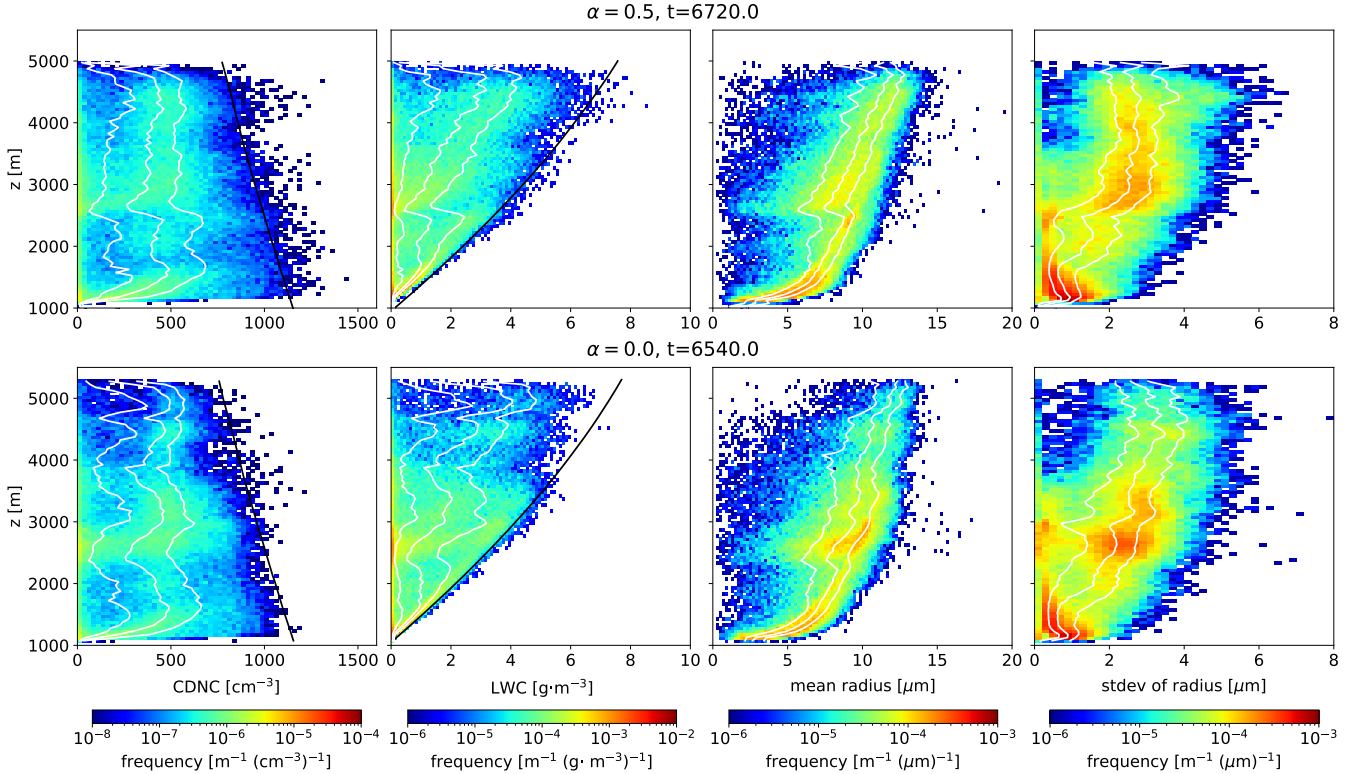 α = 0.5, t=6720.0
z [m]
5000
4000
3000
2000
1000
0 500 1000 1500
0 2 4 6 8 10
0 5 10 15 20
0 2 4 6 8
α = 0.0, t=6540.0
z [m]
5000
4000
3000
2000
1000
0 500 1000 1500
0 2 4 6 8 10
0 5 10 15 20
0 2 4 6 8
CDNC [cm⁻³]
LWC [g·m⁻³]
mean radius [μm]
stdev of radius [μm]
10⁻⁸ 10⁻⁷ 10⁻⁶ 10⁻⁵ 10⁻⁴
10⁻⁶ 10⁻⁵ 10⁻⁴ 10⁻³ 10⁻²
10⁻⁶ 10⁻⁵ 10⁻⁴ 10⁻³
10⁻⁶ 10⁻⁵ 10⁻⁴ 10⁻³
frequency [m⁻¹ (cm⁻³)⁻¹]
frequency [m⁻¹ (g· m⁻³)⁻¹]
frequency [m⁻¹ (μm)⁻¹]
frequency [m⁻¹ (μm)⁻¹]